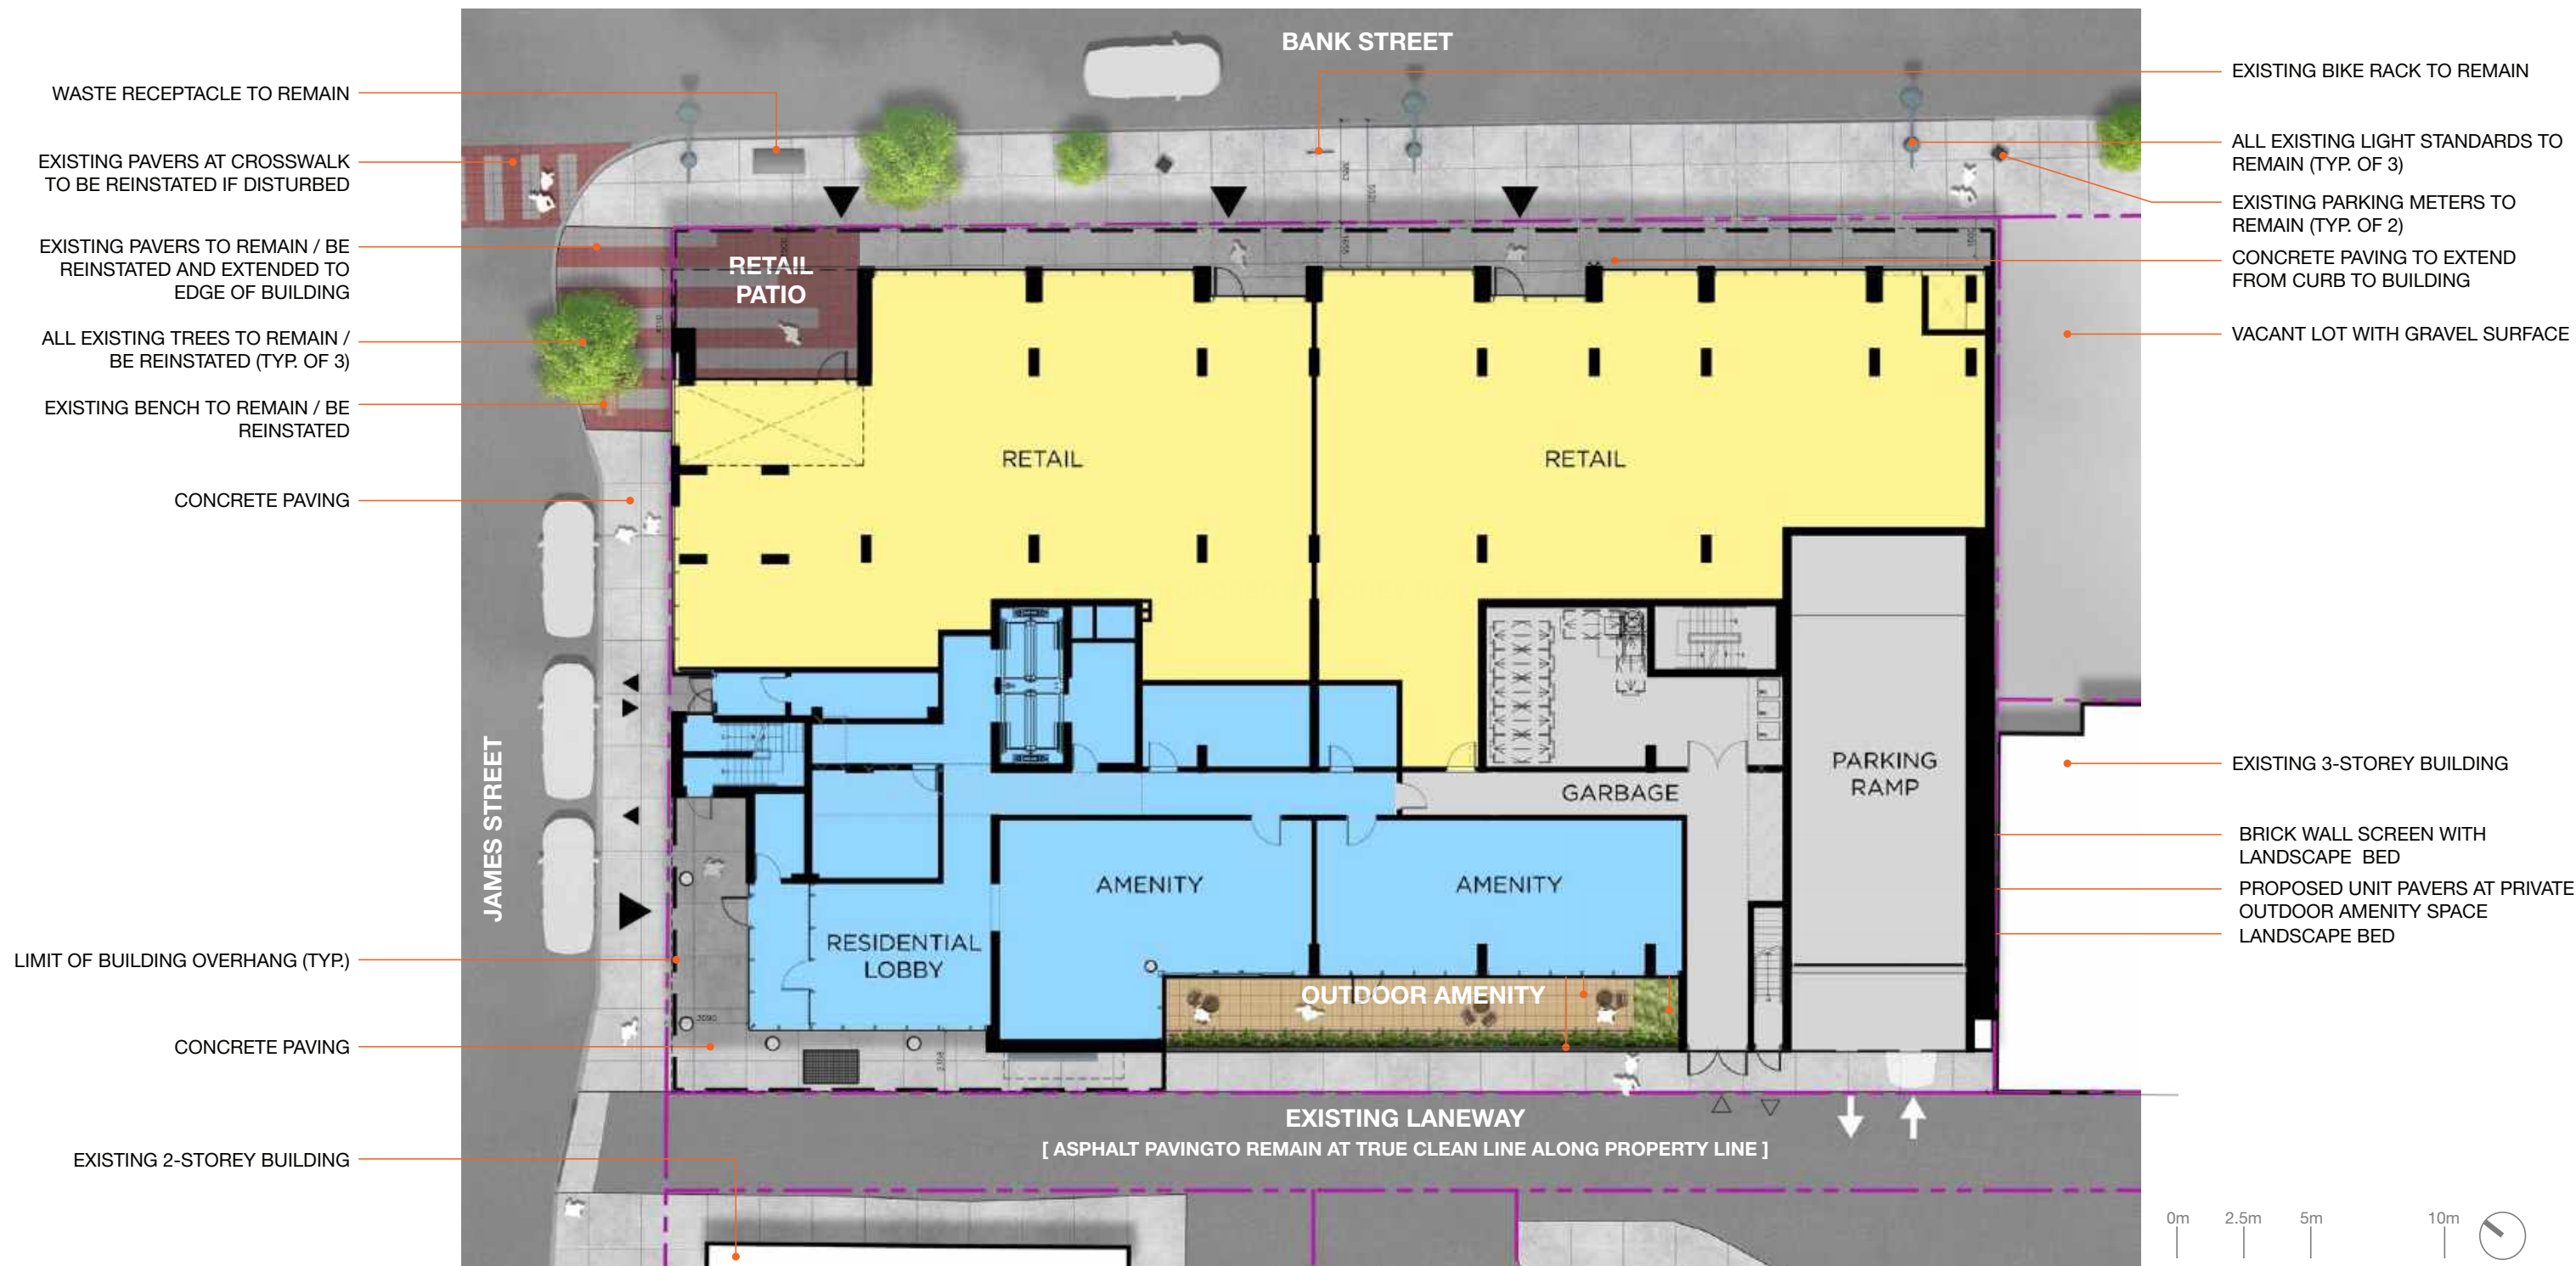 BANK STREET
WASTE RECEPTACLE TO REMAIN
EXISTING PAVERS AT CROSSWALK
TO BE REINSTATED IF DISTURBED
EXISTING PAVERS TO REMAIN / BE
REINSTATED AND EXTENDED TO
EDGE OF BUILDING
ALL EXISTING TREES TO REMAIN /
BE REINSTATED (TYP. OF 3)
EXISTING BENCH TO REMAIN / BE
REINSTATED
CONCRETE PAVING
JAMES STREET
LIMIT OF BUILDING OVERHANG (TYP.)
CONCRETE PAVING
EXISTING 2-STOREY BUILDING
RETAIL
PATIO
RETAIL
RETAIL
PARKING
RAMP
GARBAGE
AMENITY
AMENITY
RESIDENTIAL
LOBBY
OUTDOOR AMENITY
3090
2358
EXISTING LANEWAY
[ ASPHALT PAVINGTO REMAIN AT TRUE CLEAN LINE ALONG PROPERTY LINE ]
EXISTING BIKE RACK TO REMAIN
ALL EXISTING LIGHT STANDARDS TO
REMAIN (TYP. OF 3)
EXISTING PARKING METERS TO
REMAIN (TYP. OF 2)
CONCRETE PAVING TO EXTEND
FROM CURB TO BUILDING
VACANT LOT WITH GRAVEL SURFACE
EXISTING 3-STOREY BUILDING
BRICK WALL SCREEN WITH
LANDSCAPE BED
PROPOSED UNIT PAVERS AT PRIVATE
OUTDOOR AMENITY SPACE
LANDSCAPE BED
0m 2.5m 5m 10m